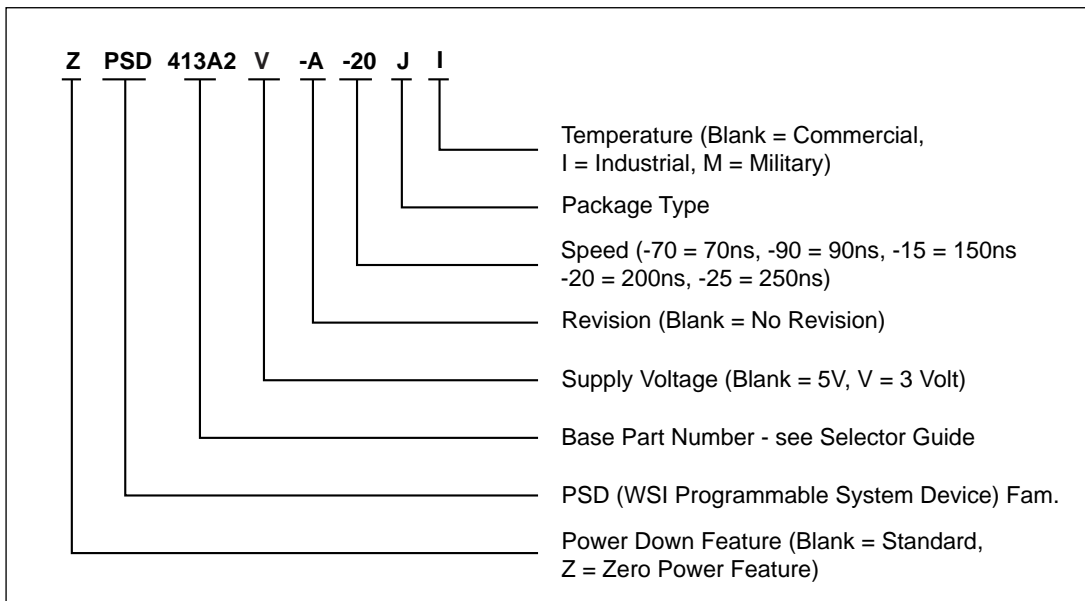 Z PSD 413A2 V -A -20 J I
Temperature (Blank = Commercial,
I = Industrial, M = Military)
Package Type
Speed (-70 = 70ns, -90 = 90ns, -15 = 150ns
-20 = 200ns, -25 = 250ns)
Revision (Blank = No Revision)
Supply Voltage (Blank = 5V, V = 3 Volt)
Base Part Number - see Selector Guide
PSD (WSI Programmable System Device) Fam.
Power Down Feature (Blank = Standard,
Z = Zero Power Feature)